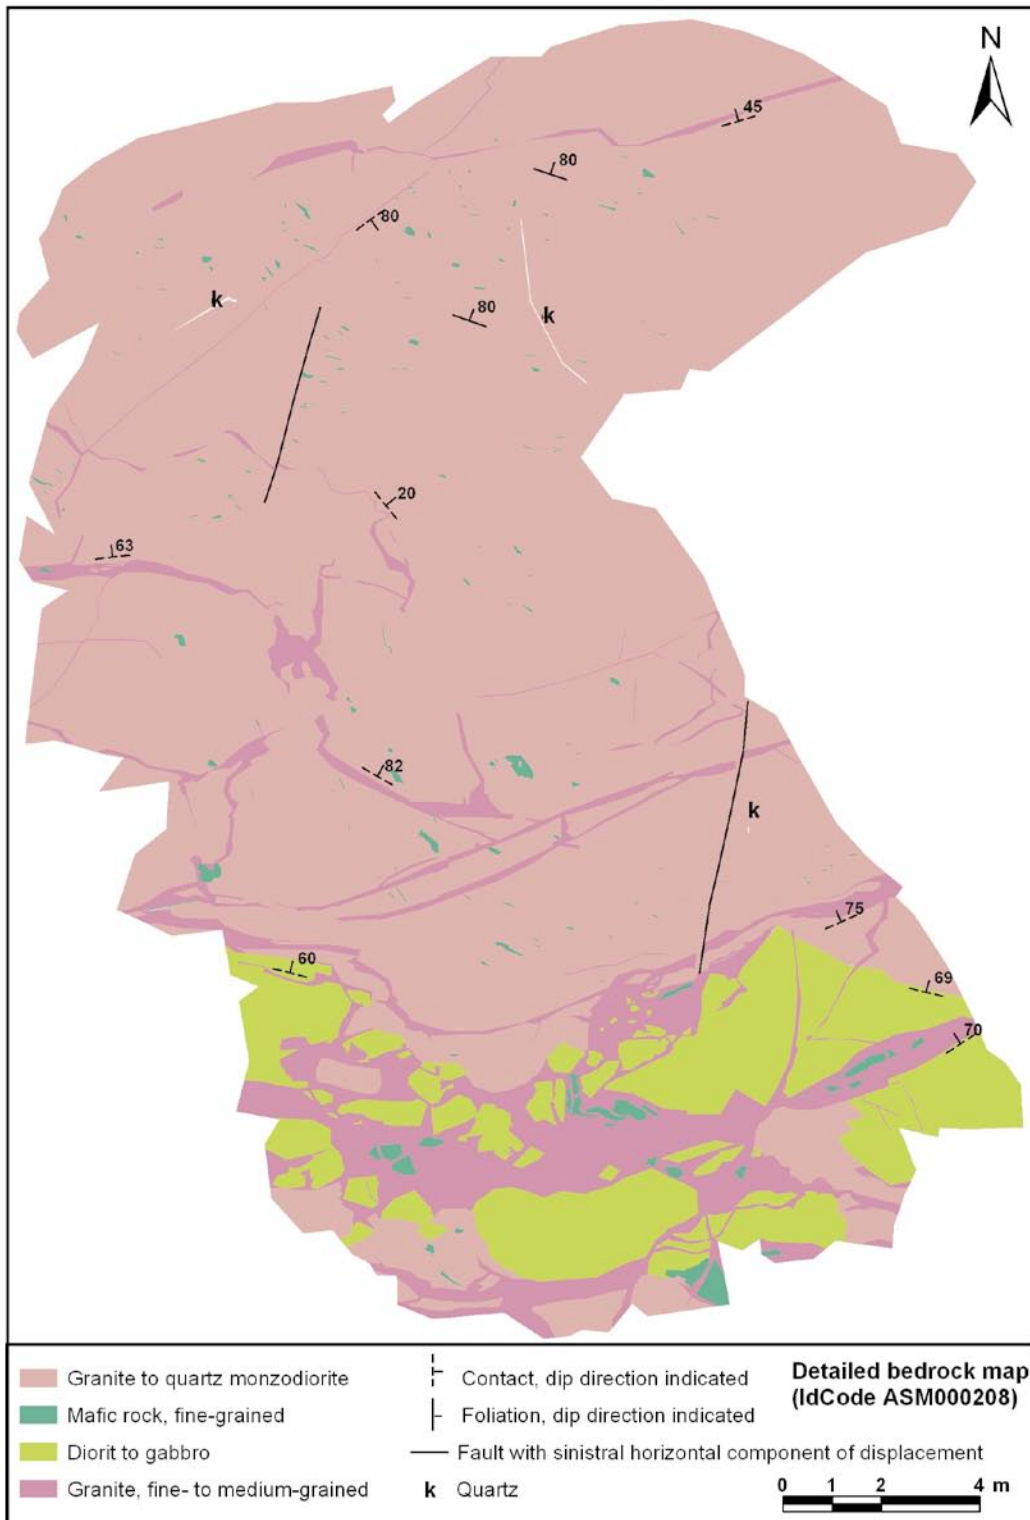 N
45
80
80
k
80
k
20
63
82
k
75
60
69
70
Granite to quartz monzodiorite
Mafic rock, fine-grained
Diorit to gabbro
Granite, fine- to medium-grained
Contact, dip direction indicated
Foliation, dip direction indicated
Fault with sinistral horizontal component of displacement
k Quartz
Detailed bedrock map
(IdCode ASM000208)
0 1 2 4 m